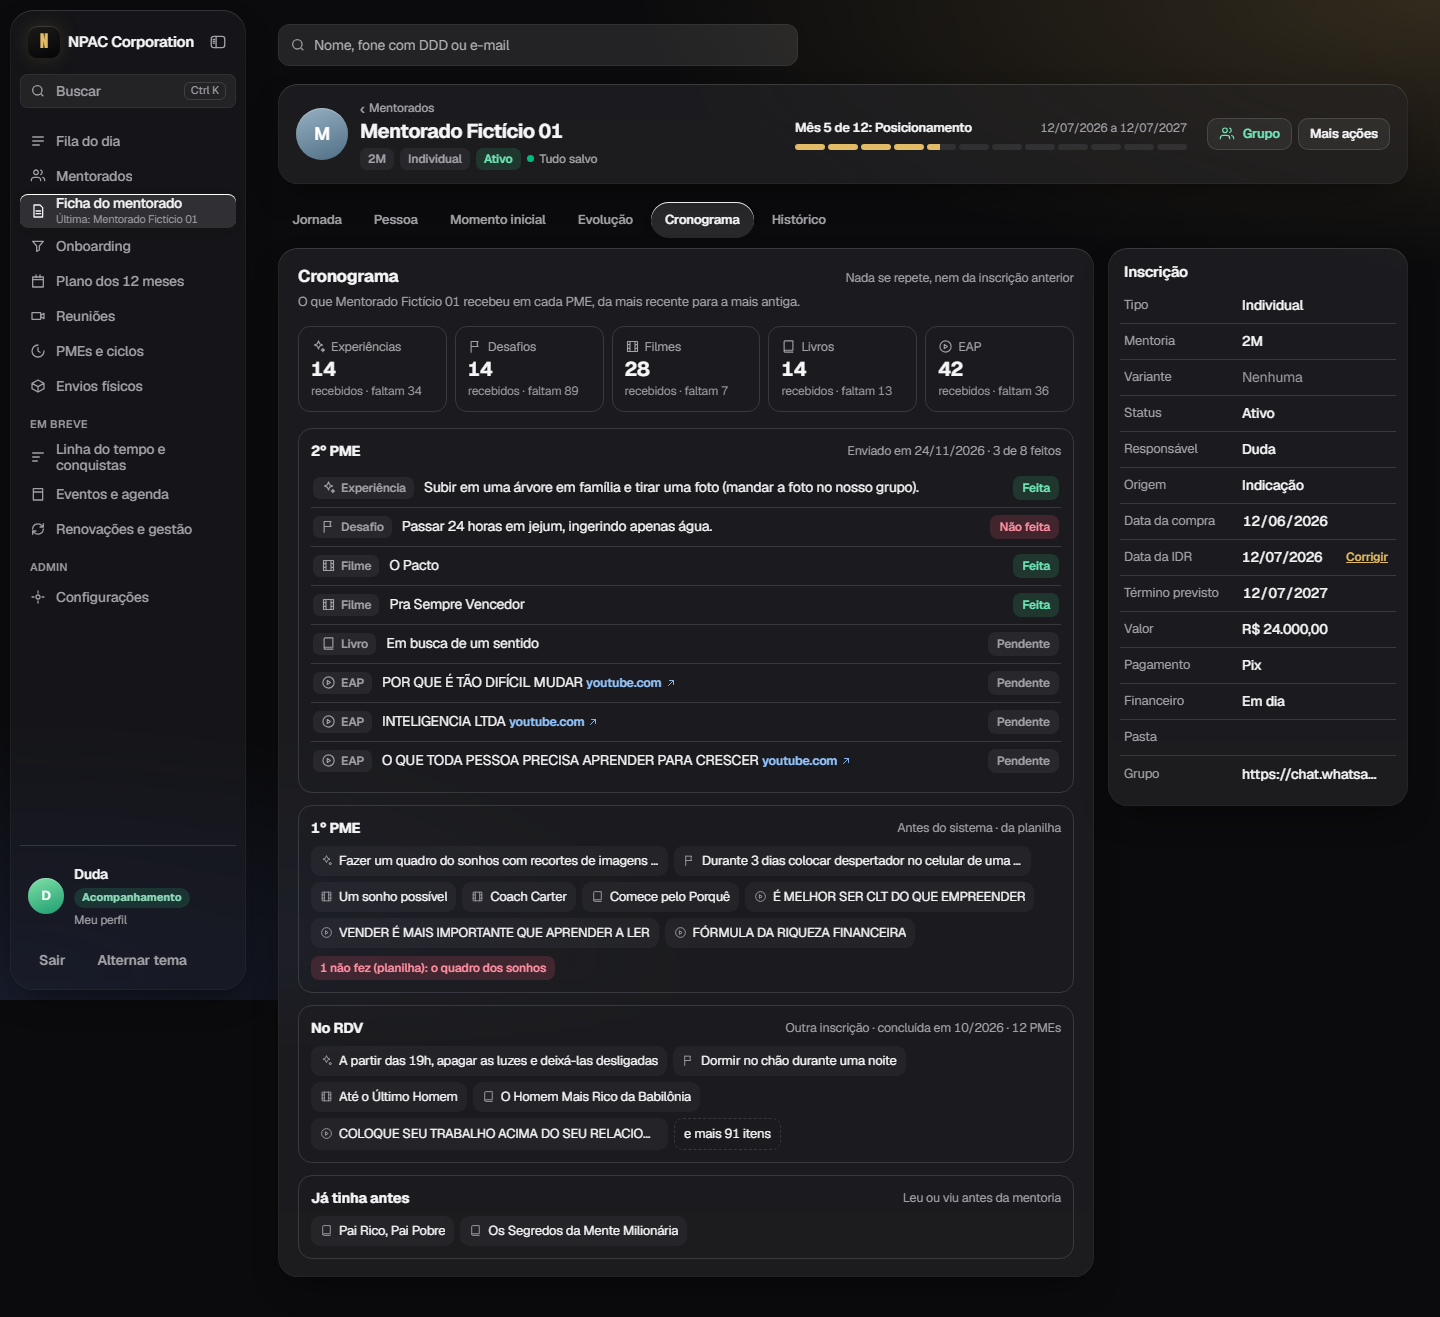 NPAC Corporation
Buscar
Ctrl K
Fila do dia
Mentorados
Ficha do mentorado
Última: Mentorado Fictício 01
Onboarding
Plano dos 12 meses
Reuniões
PMEs e ciclos
Envios físicos
EM BREVE
Linha do tempo e
conquistas
Eventos e agenda
Renovações e gestão
ADMIN
Configurações
D
Duda
Acompanhamento
Meu perfil
Sair
Alternar tema
Nome, fone com DDD ou e-mail
M
‹ Mentorados
Mentorado Fictício 01
2M Individual Ativo Tudo salvo
Mês 5 de 12: Posicionamento
12/07/2026 a 12/07/2027
Grupo
Mais ações
Jornada Pessoa Momento inicial Evolução Cronograma Histórico
Cronograma
Nada se repete, nem da inscrição anterior
O que Mentorado Fictício 01 recebeu em cada PME, da mais recente para a mais antiga.
Experiências
14
recebidos · faltam 34
Desafios
14
recebidos · faltam 89
Filmes
28
recebidos · faltam 7
Livros
14
recebidos · faltam 13
EAP
42
recebidos · faltam 36
2º PME
Enviado em 24/11/2026 · 3 de 8 feitos
Experiência Subir em uma árvore em família e tirar uma foto (mandar a foto no nosso grupo). Feita
Desafio Passar 24 horas em jejum, ingerindo apenas água. Não feita
Filme O Pacto Feita
Filme Pra Sempre Vencedor Feita
Livro Em busca de um sentido Pendente
EAP POR QUE É TÃO DIFÍCIL MUDAR youtube.com ↗ Pendente
EAP INTELIGENCIA LTDA youtube.com ↗ Pendente
EAP O QUE TODA PESSOA PRECISA APRENDER PARA CRESCER youtube.com ↗ Pendente
1º PME
Antes do sistema · da planilha
Fazer um quadro do sonhos com recortes de imagens ...
Durante 3 dias colocar despertador no celular de uma ...
Um sonho possível
Coach Carter
Comece pelo Porquê
É MELHOR SER CLT DO QUE EMPREENDER
VENDER É MAIS IMPORTANTE QUE APRENDER A LER
FÓRMULA DA RIQUEZA FINANCEIRA
1 não fez (planilha): o quadro dos sonhos
No RDV
Outra inscrição · concluída em 10/2026 · 12 PMEs
A partir das 19h, apagar as luzes e deixá-las desligadas
Dormir no chão durante uma noite
Até o Último Homem
O Homem Mais Rico da Babilônia
COLOQUE SEU TRABALHO ACIMA DO SEU RELACIO...
e mais 91 itens
Já tinha antes
Leu ou viu antes da mentoria
Pai Rico, Pai Pobre
Os Segredos da Mente Milionária
Inscrição
Tipo Individual
Mentoria 2M
Variante Nenhuma
Status Ativo
Responsável Duda
Origem Indicação
Data da compra 12/06/2026
Data da IDR 12/07/2026 Corrigir
Término previsto 12/07/2027
Valor R$ 24.000,00
Pagamento Pix
Financeiro Em dia
Pasta
Grupo https://chat.whatsa...